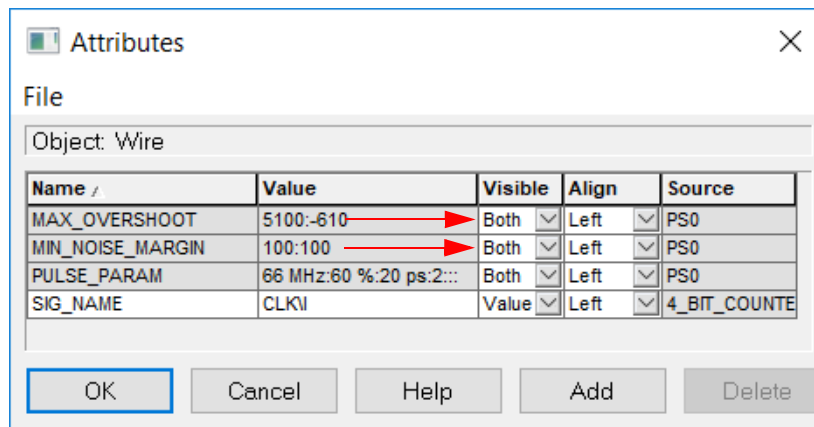 Attributes
File
Object: Wire
Name Value Visible Align Source
MAX_OVERSHOOT 5100:-610 Both Left PS0
MIN_NOISE_MARGIN 100:100 Both Left PS0
PULSE_PARAM 66 MHz:60 %:20 ps:2::: Both Left PS0
SIG_NAME CLK\I Value Left 4_BIT_COUNTE
OK Cancel Help Add Delete